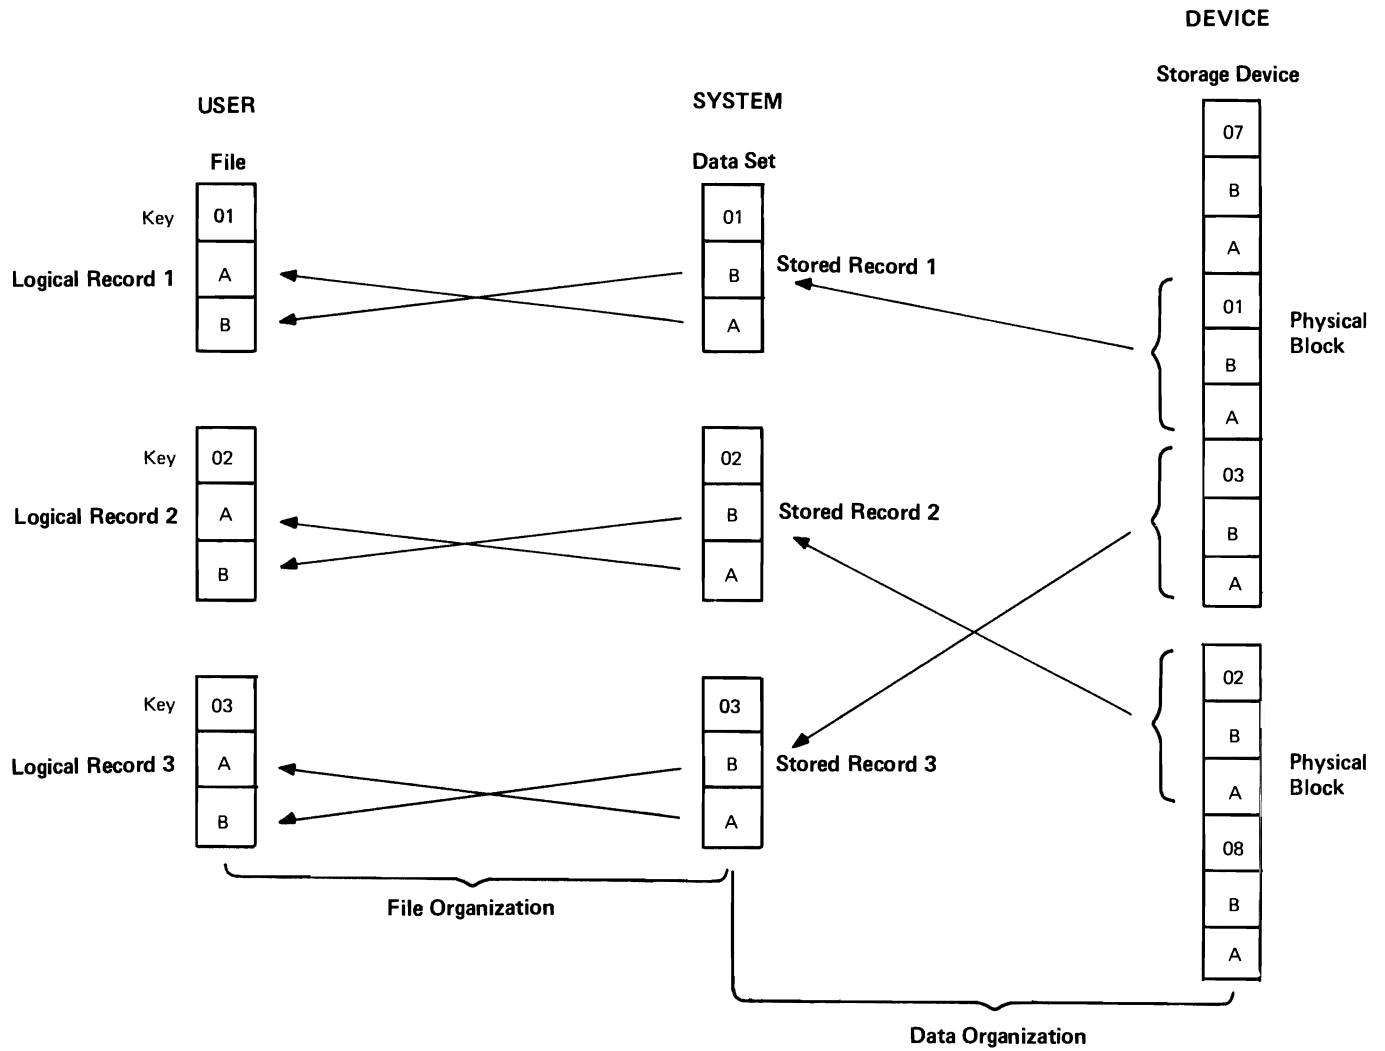 DEVICE
Storage Device
USER
SYSTEM
File
Data Set
07
B
A
Key
01
Logical Record 1
A
B
01
B
A
Stored Record 1
01
B
A
Physical
Block
Key
02
Logical Record 2
A
B
02
B
A
Stored Record 2
03
B
A
Key
03
Logical Record 3
A
B
03
B
A
Stored Record 3
02
B
A
Physical
Block
08
B
A
File Organization
Data Organization